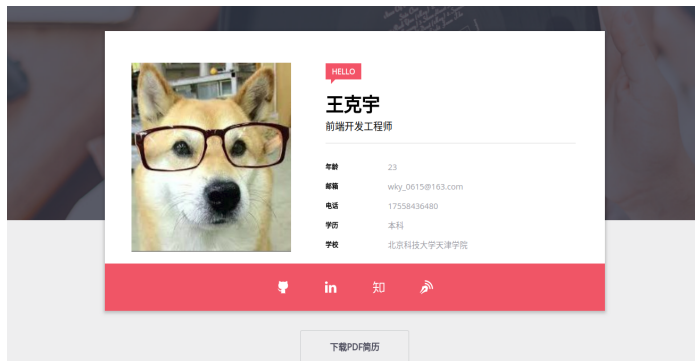 HELLO
王克宇
前端开发工程师
年龄 23
邮箱 wky_0615@163.com
电话 17558436480
学历 本科
学校 北京科技大学天津学院
in 知
下载PDF简历